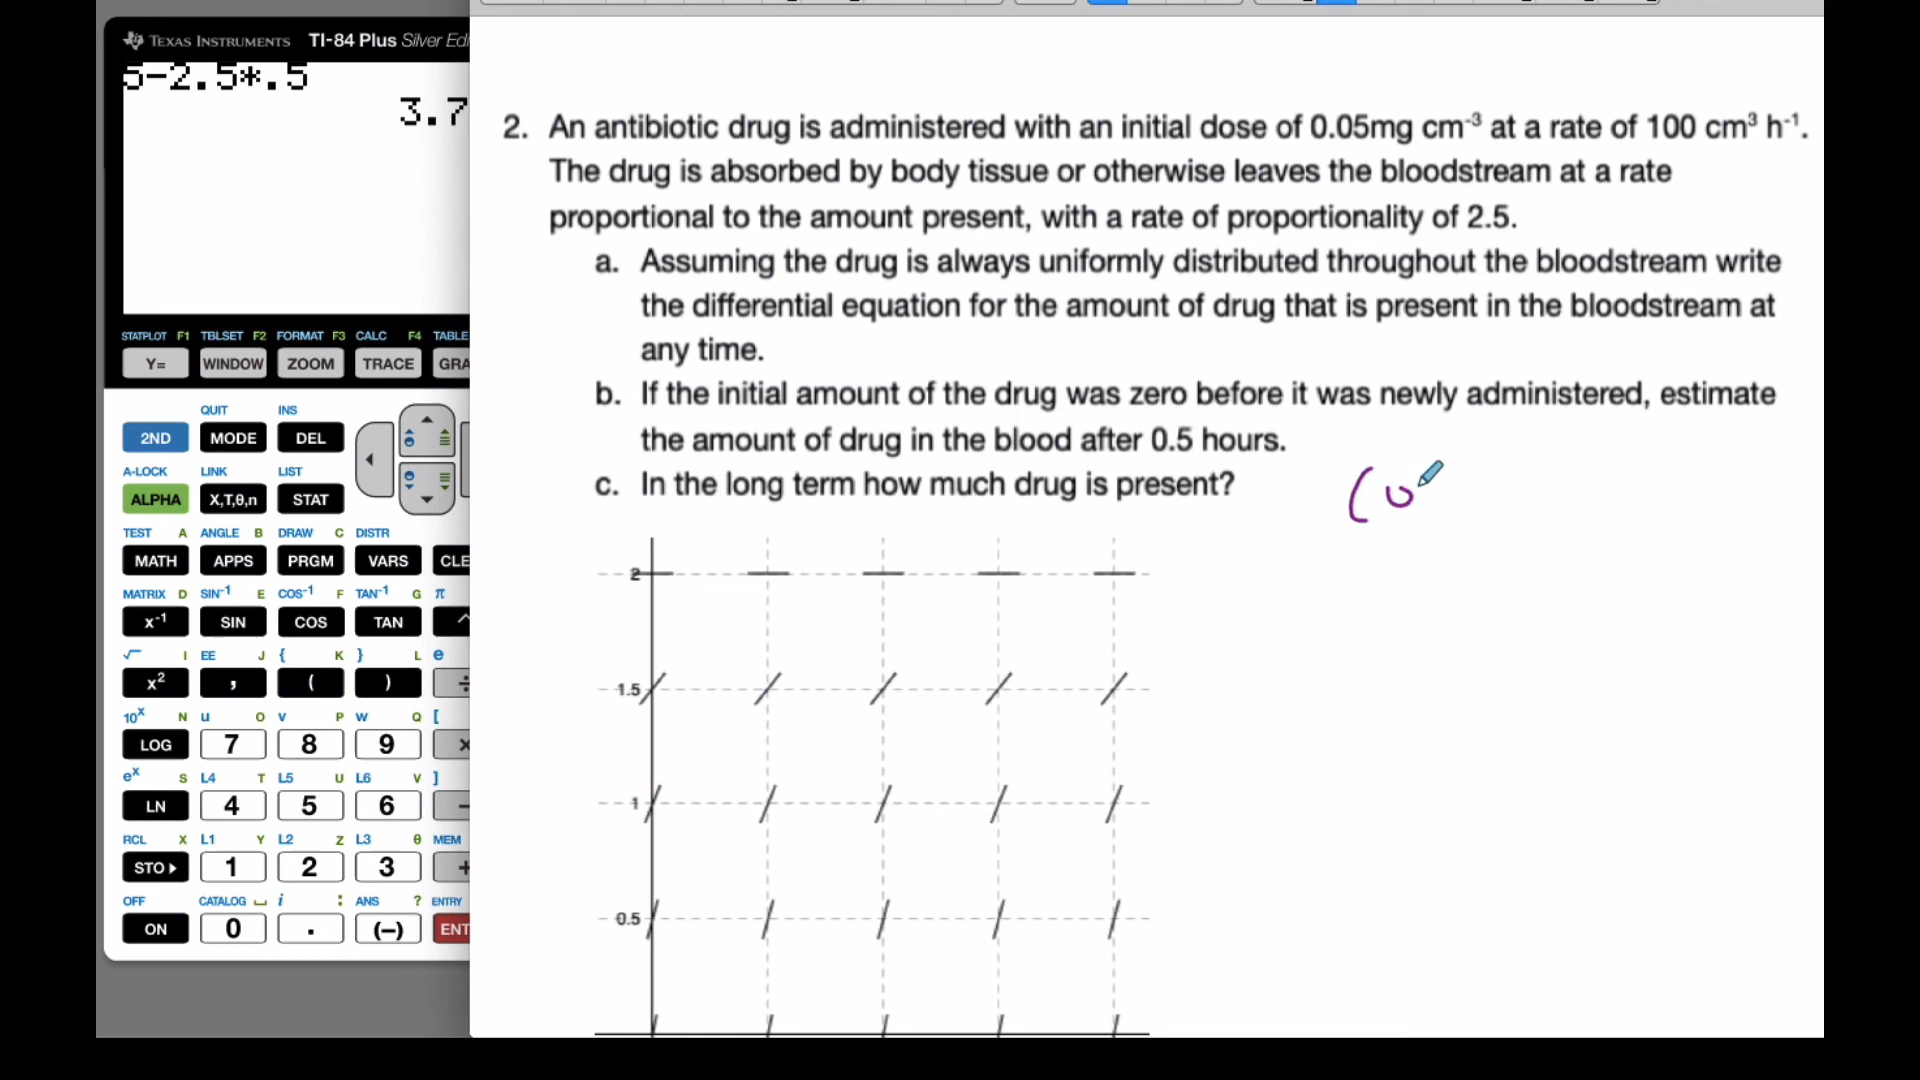 TEXAS INSTRUMENTS TI-84 Plus Silver Edi
5-2.5*.5
3.7
STATPLOT F1 TBLSET F2 FORMAT F3 CALC F4 TABLE
Y= WINDOW ZOOM TRACE GRA
QUIT INS
2ND MODE DEL
A-LOCK LINK LIST
ALPHA X,T,θ,n STAT
TEST A ANGLE B DRAW C DISTR
MATH APPS PRGM VARS CLE
MATRIX D SIN⁻¹ E COS⁻¹ F TAN⁻¹ G π
x⁻¹ SIN COS TAN ^
√ I EE J { K } L e
x² , ( ) ÷
10ˣ N u O v P w Q [
LOG 7 8 9 ×
eˣ S L4 T L5 U L6 V ]
LN 4 5 6 −
RCL X L1 Y L2 Z L3 θ MEM
STO▶ 1 2 3 +
OFF CATALOG ⎵ i : ANS ? ENTRY
ON 0 . (−) ENT
2. An antibiotic drug is administered with an initial dose of 0.05mg cm⁻³ at a rate of 100 cm³ h⁻¹.
The drug is absorbed by body tissue or otherwise leaves the bloodstream at a rate
proportional to the amount present, with a rate of proportionality of 2.5.
a. Assuming the drug is always uniformly distributed throughout the bloodstream write
the differential equation for the amount of drug that is present in the bloodstream at
any time.
b. If the initial amount of the drug was zero before it was newly administered, estimate
the amount of drug in the blood after 0.5 hours.
c. In the long term how much drug is present?
(0
2
1.5
1
0.5